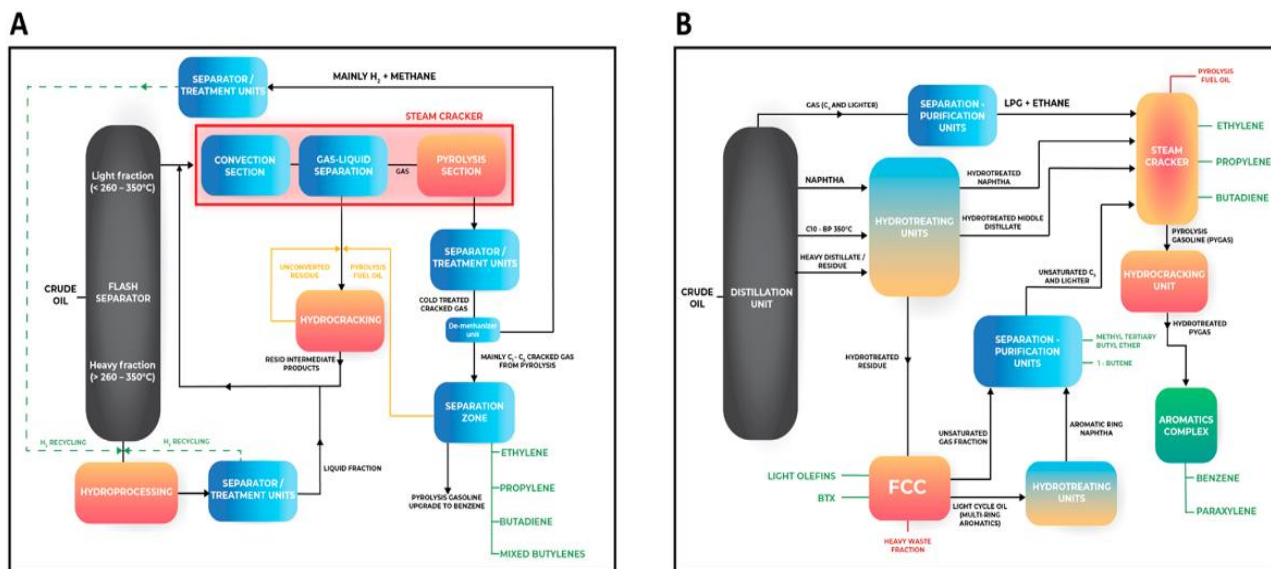 A
SEPARATOR /
TREATMENT UNITS
MAINLY H2 + METHANE
STEAM CRACKER
CONVECTION
SECTION
GAS-LIQUID
SEPARATION
GAS
PYROLYSIS
SECTION
Light fraction
(< 260 – 350°C)
SEPARATOR /
TREATMENT UNITS
UNCONVERTED
RESIDUE
PYROLYSIS
FUEL OIL
CRUDE
OIL
FLASH
SEPARATOR
HYDROCRACKING
COLD TREATED
CRACKED GAS
De-mehanizer
unit
RESID INTERMEDIATE
PRODUCTS
MAINLY C2 - C5 CRACKED GAS
FROM PYROLYSIS
Heavy fraction
(> 260 – 350°C)
SEPARATION
ZONE
H2 RECYCLING
H2 RECYCLING
LIQUID FRACTION
HYDROPROCESSING
SEPARATOR /
TREATMENT UNITS
PYROLYSIS GASOLINE
UPGRADE TO BENZENE
ETHYLENE
PROPYLENE
BUTADIENE
MIXED BUTYLENES
B
PYROLYSIS
FUEL OIL
GAS (C4 AND LIGHTER)
SEPARATION -
PURIFICATION
UNITS
LPG + ETHANE
STEAM
CRACKER
ETHYLENE
PROPYLENE
BUTADIENE
NAPHTHA
HYDROTREATED
NAPHTHA
HYDROTREATING
UNITS
C10 - BP 350°C
HYDROTREATED MIDDLE
DISTILLATE
HEAVY DISTILLATE /
RESIDUE
PYROLYSIS
GASOLINE (PYGAS)
CRUDE
OIL
DISTILLATION
UNIT
UNSATURATED C5
AND LIGHTER
HYDROCRACKING
UNIT
HYDROTREATED
PYGAS
SEPARATION -
PURIFICATION
UNITS
METHYL TERTIARY
BUTYL ETHER
1 - BUTENE
HYDROTREATED
RESIDUE
AROMATICS
COMPLEX
UNSATURATED
GAS FRACTION
AROMATIC RING
NAPHTHA
LIGHT OLEFINS
BTX
FCC
HYDROTREATING
UNITS
LIGHT CYCLE OIL
(MULTI-RING
AROMATICS)
HEAVY WASTE
FRACTION
BENZENE
PARAXYLENE